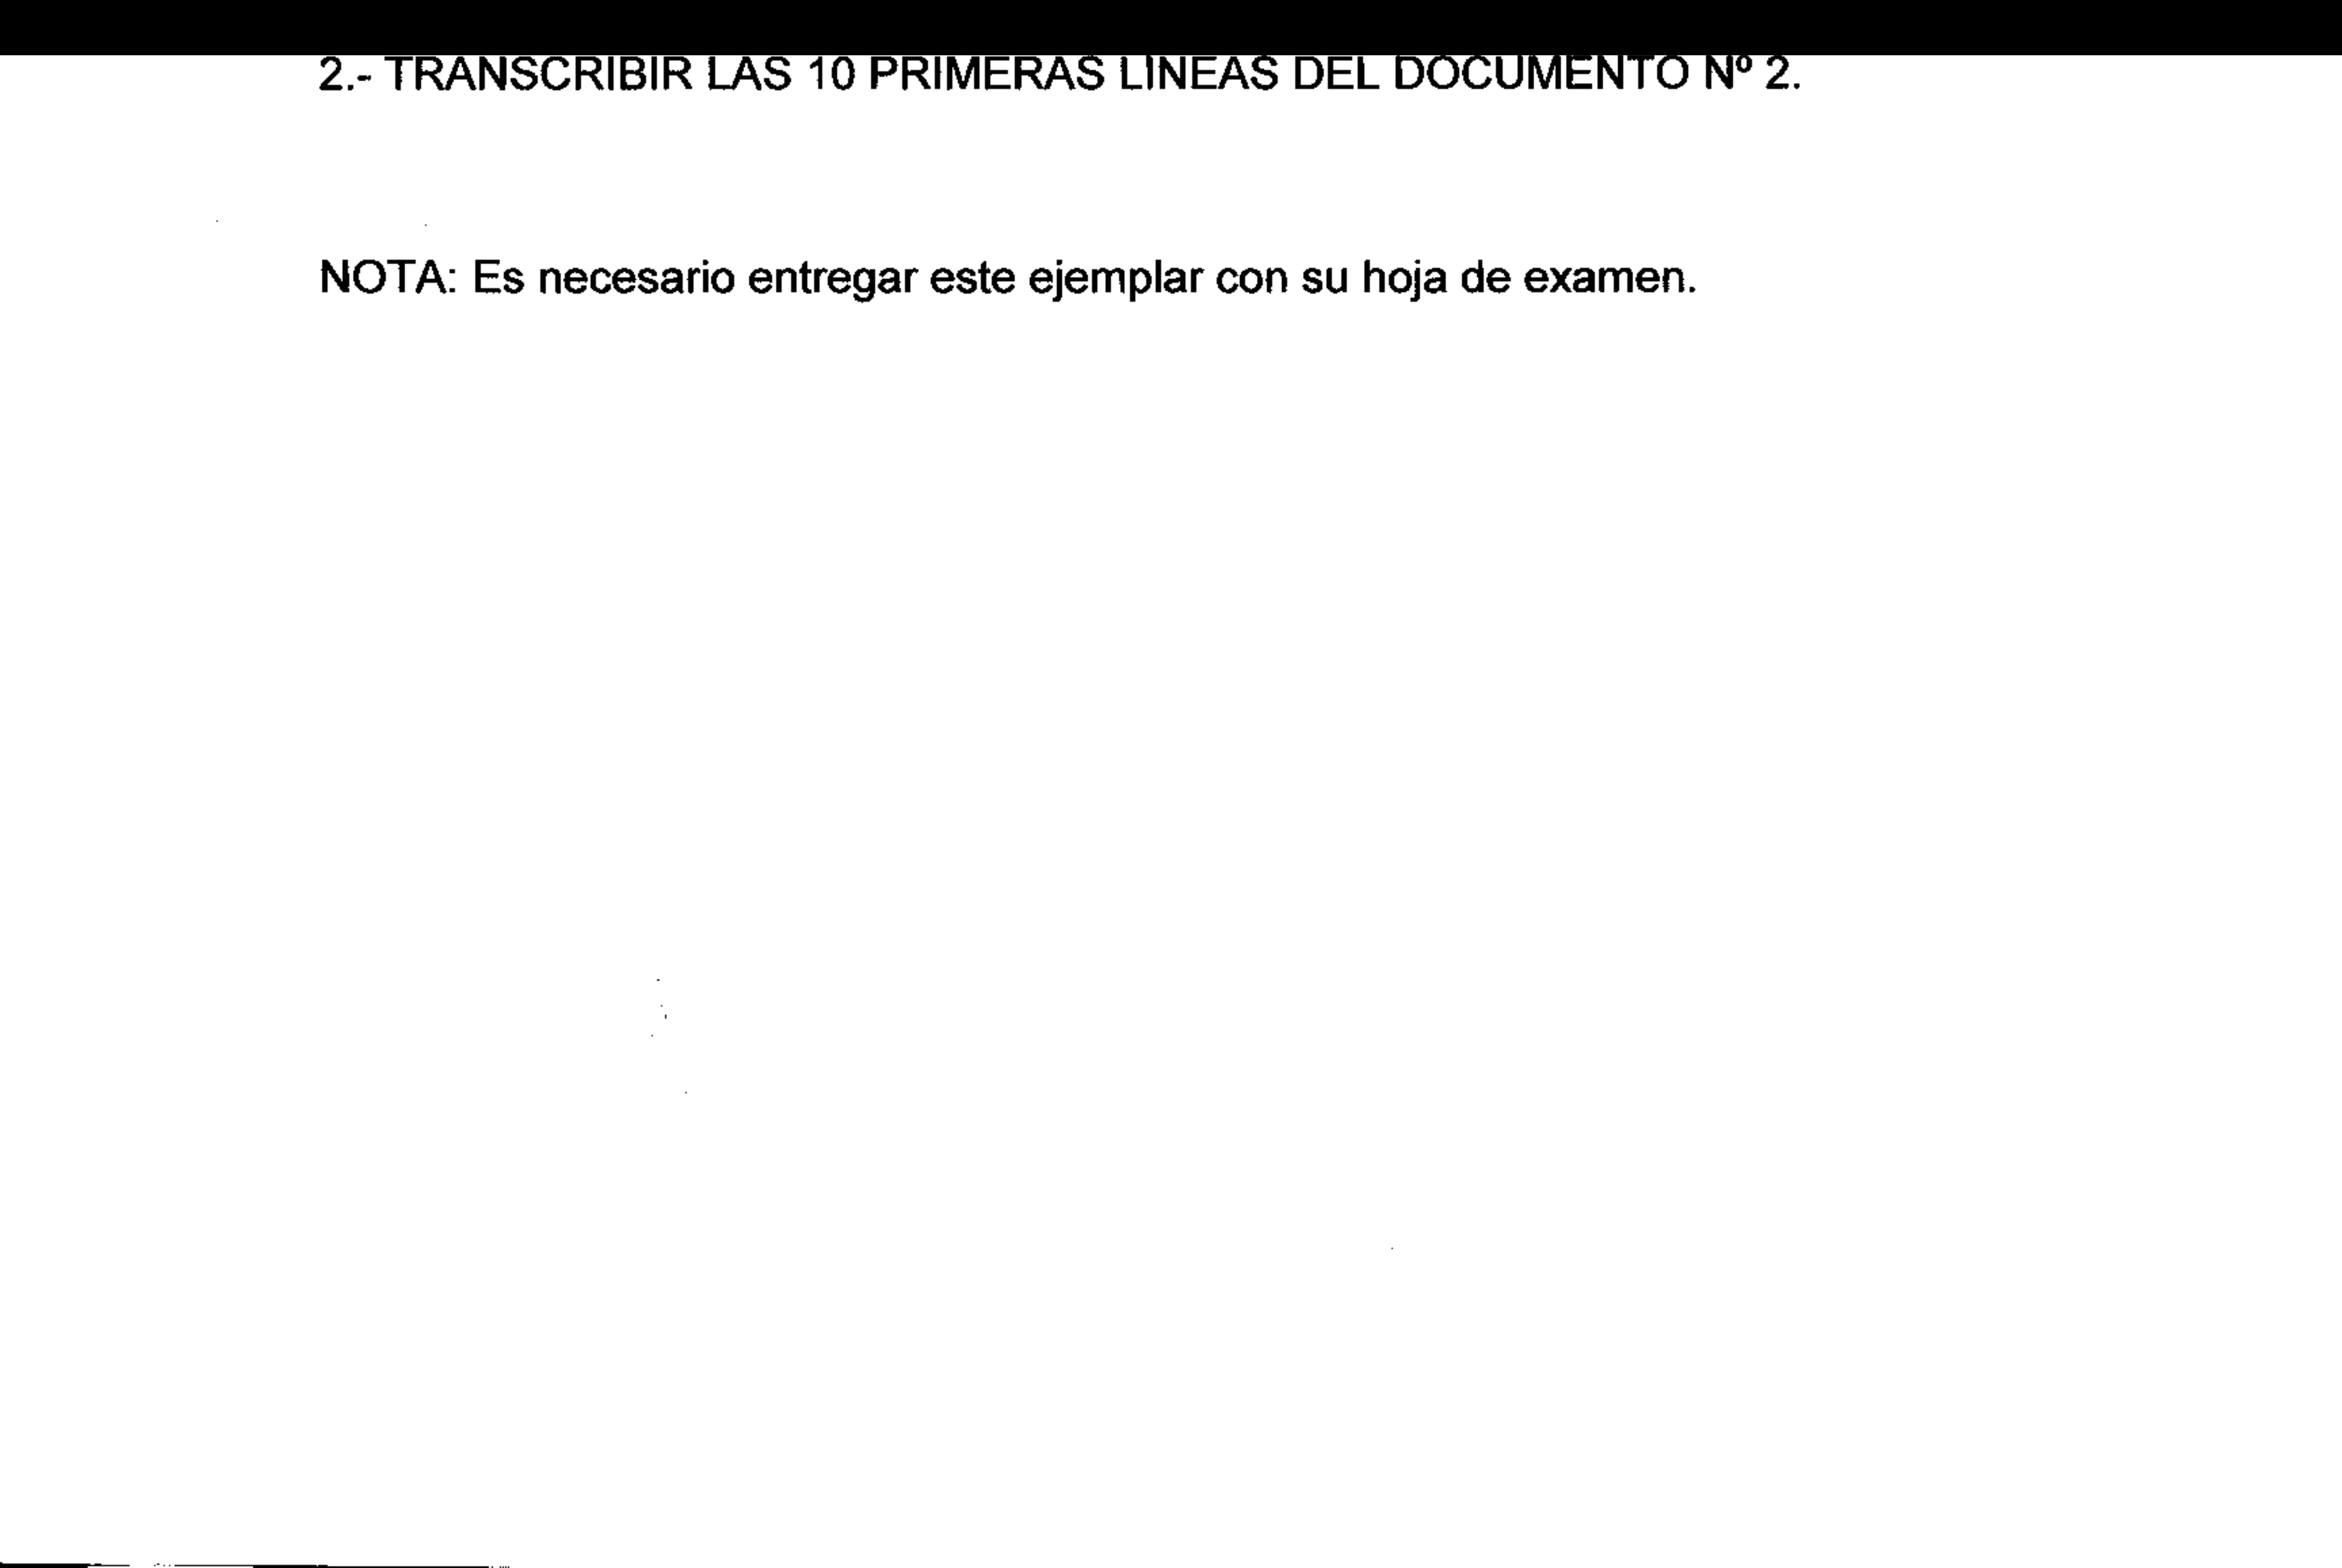 2.- TRANSCRIBIR LAS 10 PRIMERAS LINEAS DEL DOCUMENTO Nº 2.
NOTA: Es necesario entregar este ejemplar con su hoja de examen.